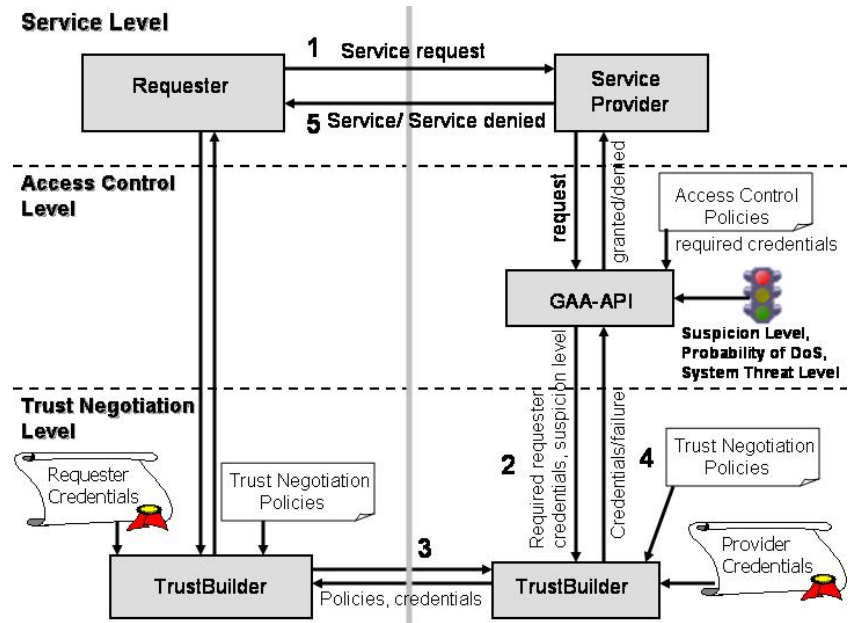 Service Level
1
Service request
Requester
Service
Provider
5
Service/ Service denied
Access Control
Level
request
granted/denied
Access Control
Policies
required credentials
GAA-API
Suspicion Level,
Probability of DoS,
System Threat Level
Trust Negotiation
Level
2
Required requester
credentials, suspicion level
Credentials/failure
4
Trust Negotiation
Policies
Requester
Credentials
Trust Negotiation
Policies
3
Provider
Credentials
TrustBuilder
Policies, credentials
TrustBuilder